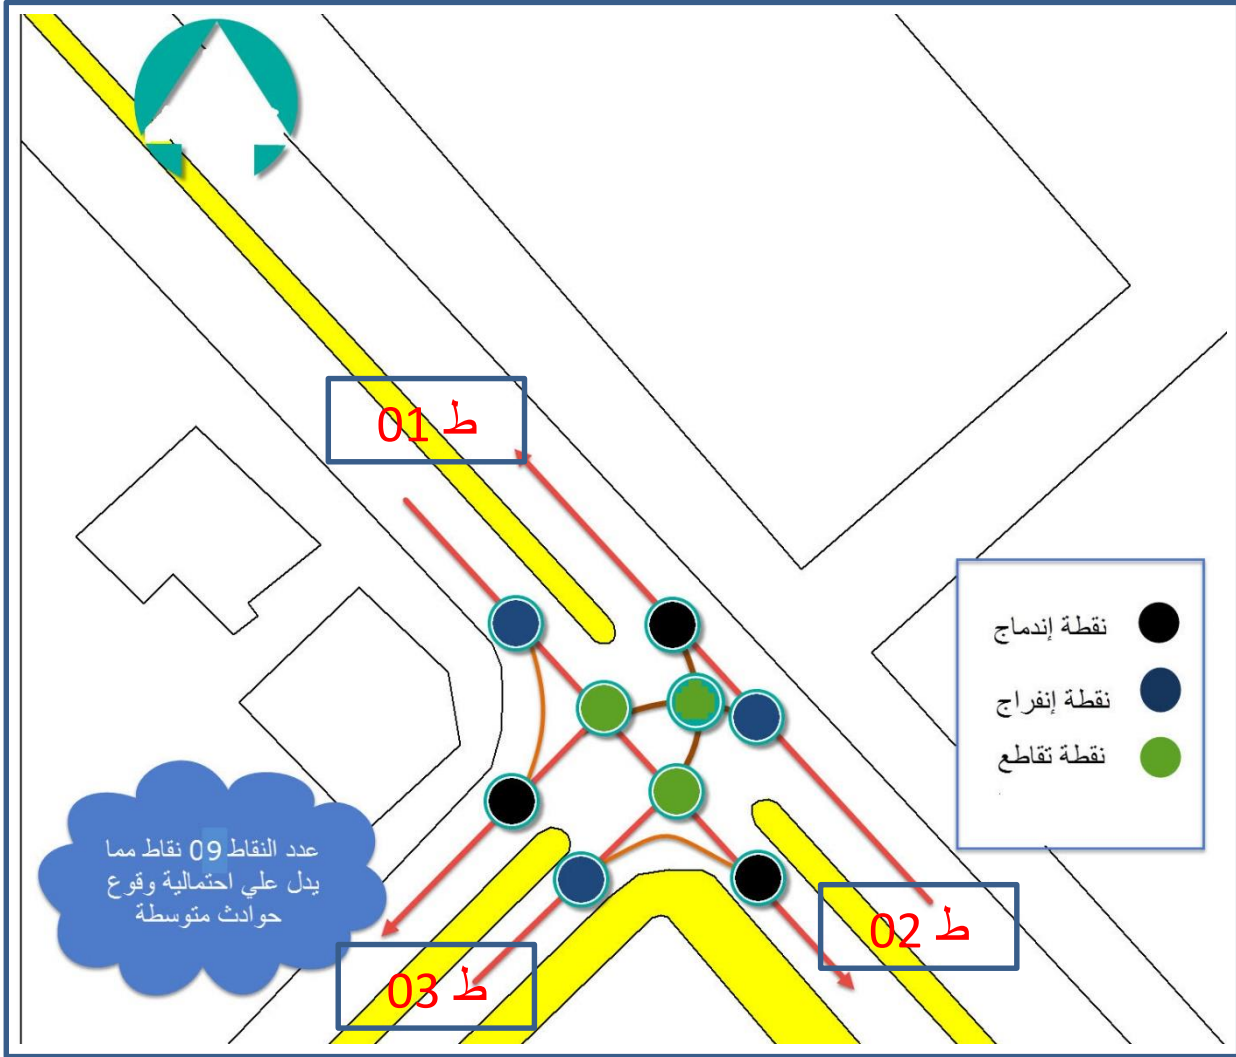 ط 01
نقطة إندماج
نقطة إنفراج
نقطة تقاطع
عدد النقاط 09 نقاط مما
يدل علي احتمالية وقوع
حوادث متوسطة
ط 02
ط 03